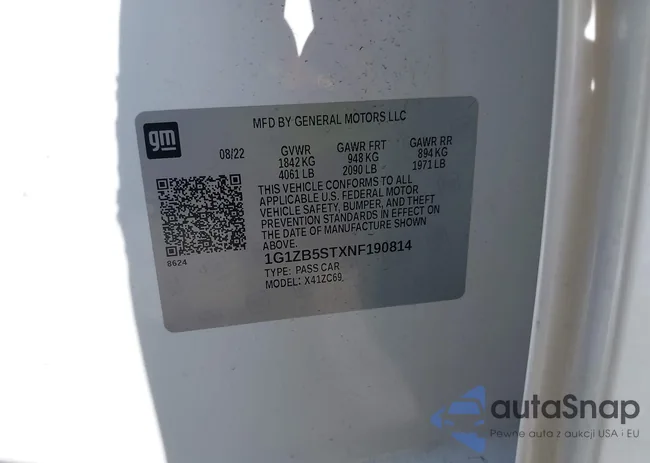 gm
MFD BY GENERAL MOTORS LLC
08/22 GVWR GAWR FRT GAWR RR
1842 KG 948 KG 894 KG
4061 LB 2090 LB 1971 LB
THIS VEHICLE CONFORMS TO ALL
APPLICABLE U.S. FEDERAL MOTOR
VEHICLE SAFETY, BUMPER, AND THEFT
PREVENTION STANDARDS IN EFFECT ON
THE DATE OF MANUFACTURE SHOWN
ABOVE.
8624
1G1ZB5STXNF190814
TYPE: PASS CAR
MODEL: X41ZC69
autaSnap
Pewne auta z aukcji USA i EU